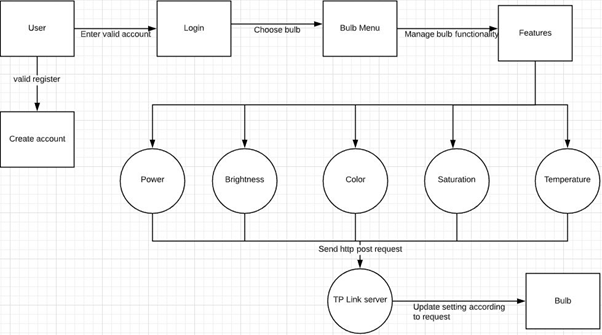 User
Enter valid account
Login
Choose bulb
Bulb Menu
Manage bulb functionality
Features
valid register
Create account
Power
Brightness
Color
Saturation
Temperature
Send http post request
TP Link server
Update setting according
to request
Bulb